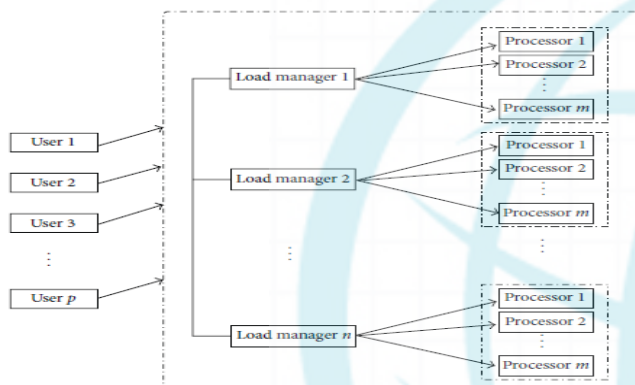 User 1
User 2
User 3
⋮
User p
Load manager 1
Load manager 2
⋮
Load manager n
Processor 1
Processor 2
⋮
Processor m
Processor 1
Processor 2
⋮
Processor m
⋮
Processor 1
Processor 2
⋮
Processor m